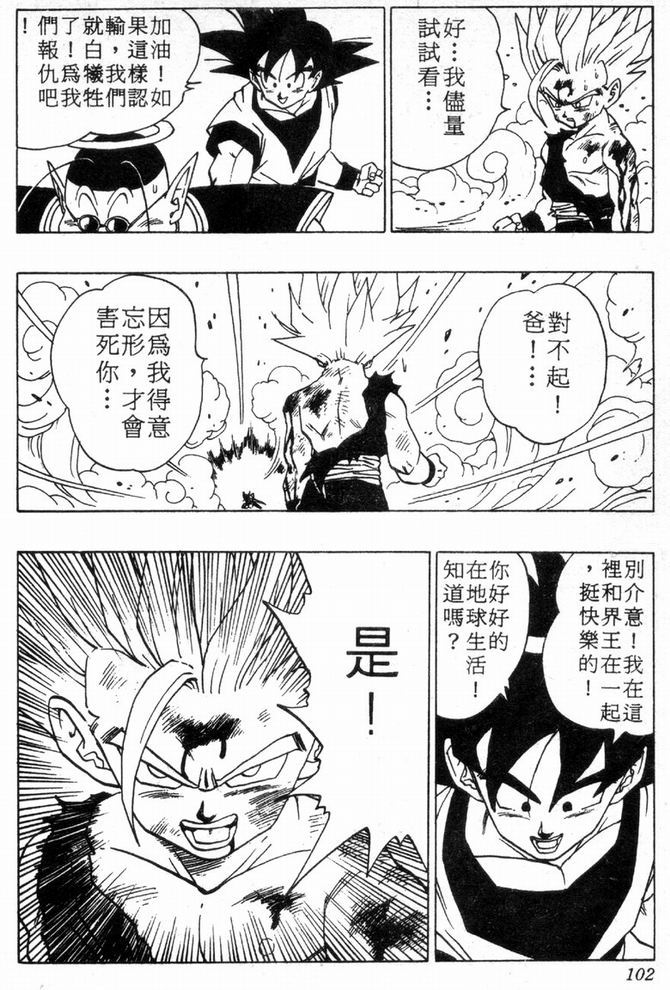 好…我儘量
試試看…
加油！如
果這樣
輸，我們認
就白犧牲
了！爲我
們報仇吧
！
對不起！
爸！…
因爲我得意
忘形，才會
害死你…
別介意！我在這
裡和界王在一起
，挺快樂的！
你好好的
在地球生活！
知道嗎？
是！
102